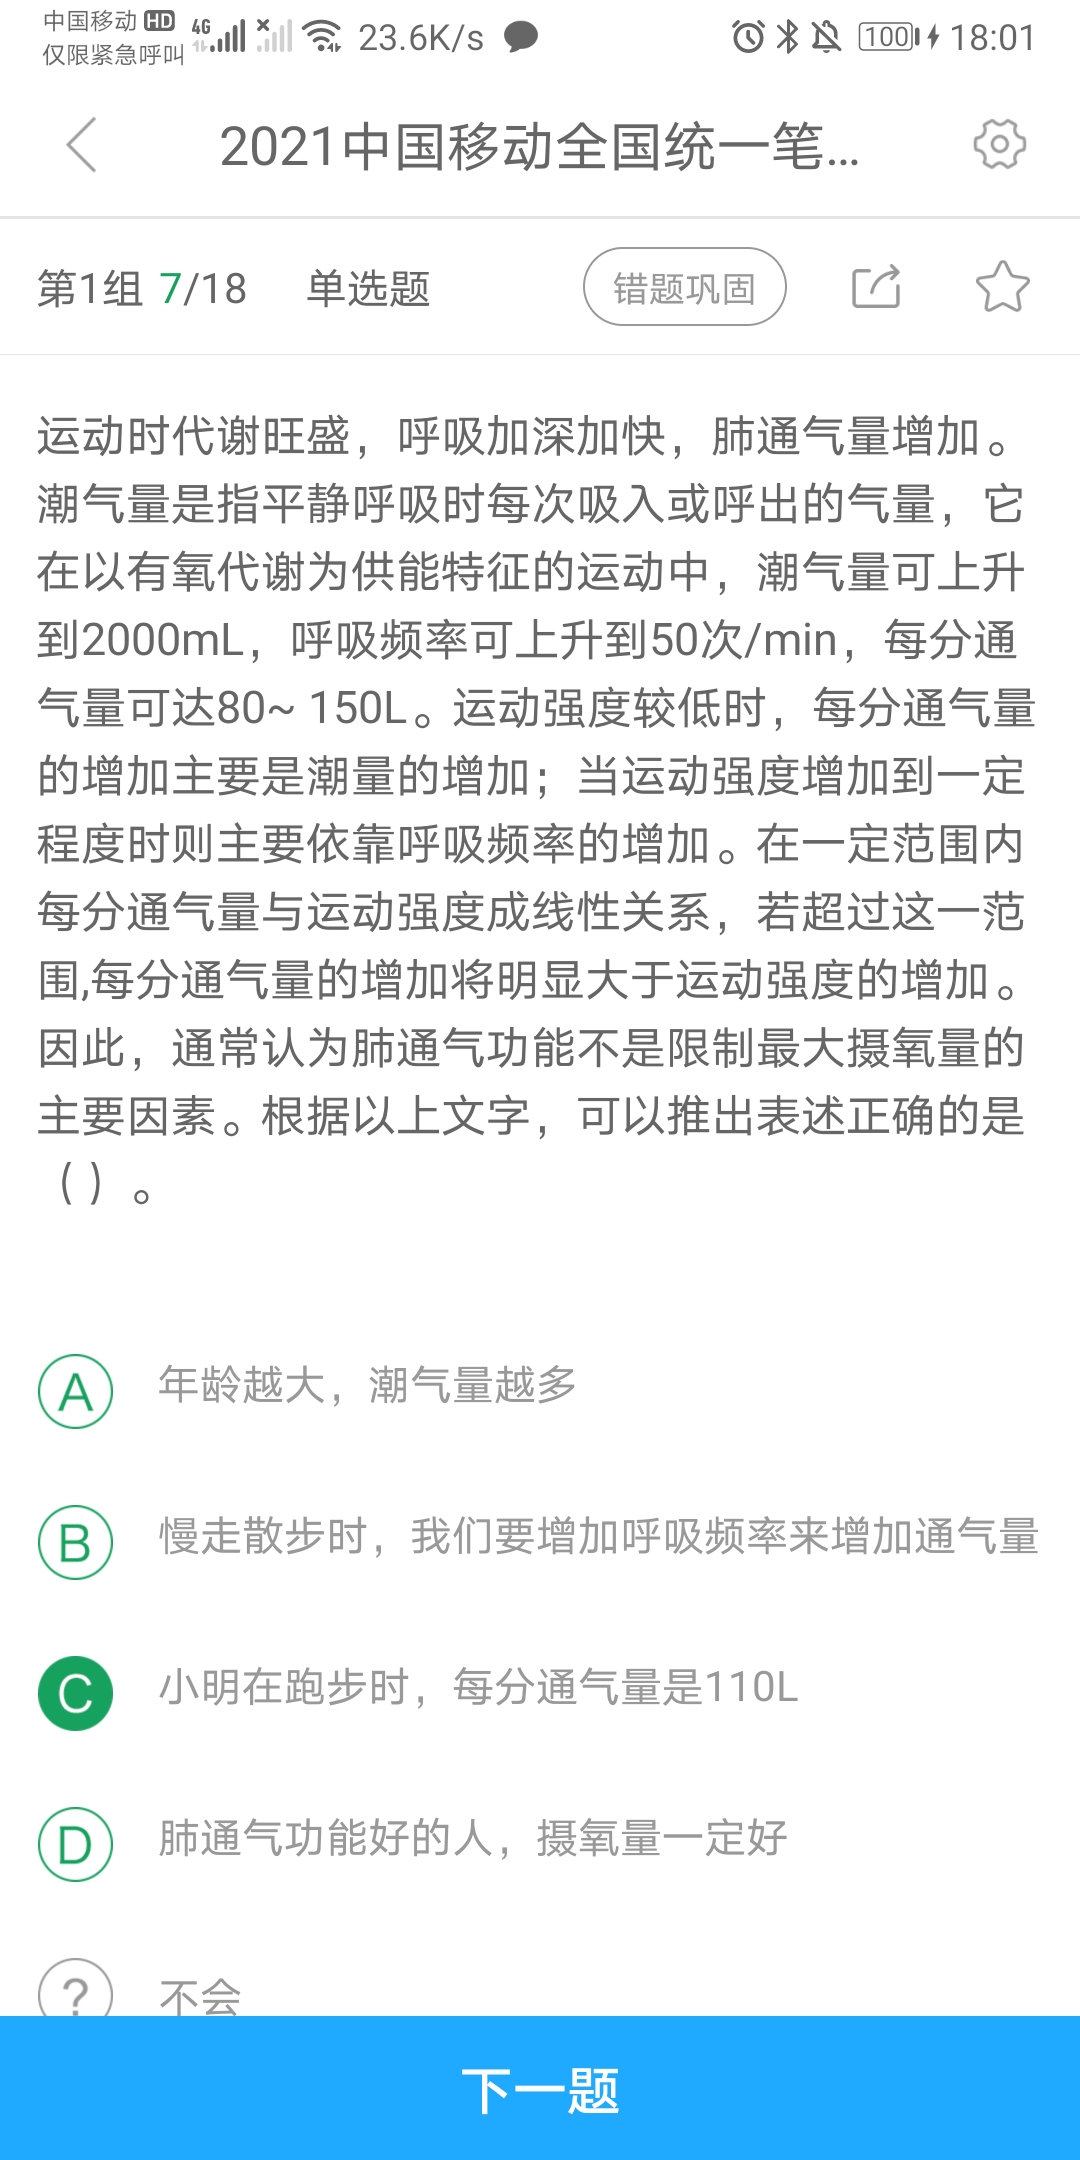 中国移动 HD 4G 23.6K/s 100 18:01
仅限紧急呼叫
2021中国移动全国统一笔...
第1组 7/18 单选题 错题巩固
运动时代谢旺盛，呼吸加深加快，肺通气量增加。
潮气量是指平静呼吸时每次吸入或呼出的气量，它
在以有氧代谢为供能特征的运动中，潮气量可上升
到2000mL，呼吸频率可上升到50次/min，每分通
气量可达80~ 150L。运动强度较低时，每分通气量
的增加主要是潮量的增加；当运动强度增加到一定
程度时则主要依靠呼吸频率的增加。在一定范围内
每分通气量与运动强度成线性关系，若超过这一范
围,每分通气量的增加将明显大于运动强度的增加。
因此，通常认为肺通气功能不是限制最大摄氧量的
主要因素。根据以上文字，可以推出表述正确的是
（）。
A 年龄越大，潮气量越多
B 慢走散步时，我们要增加呼吸频率来增加通气量
C 小明在跑步时，每分通气量是110L
D 肺通气功能好的人，摄氧量一定好
? 不会
下一题